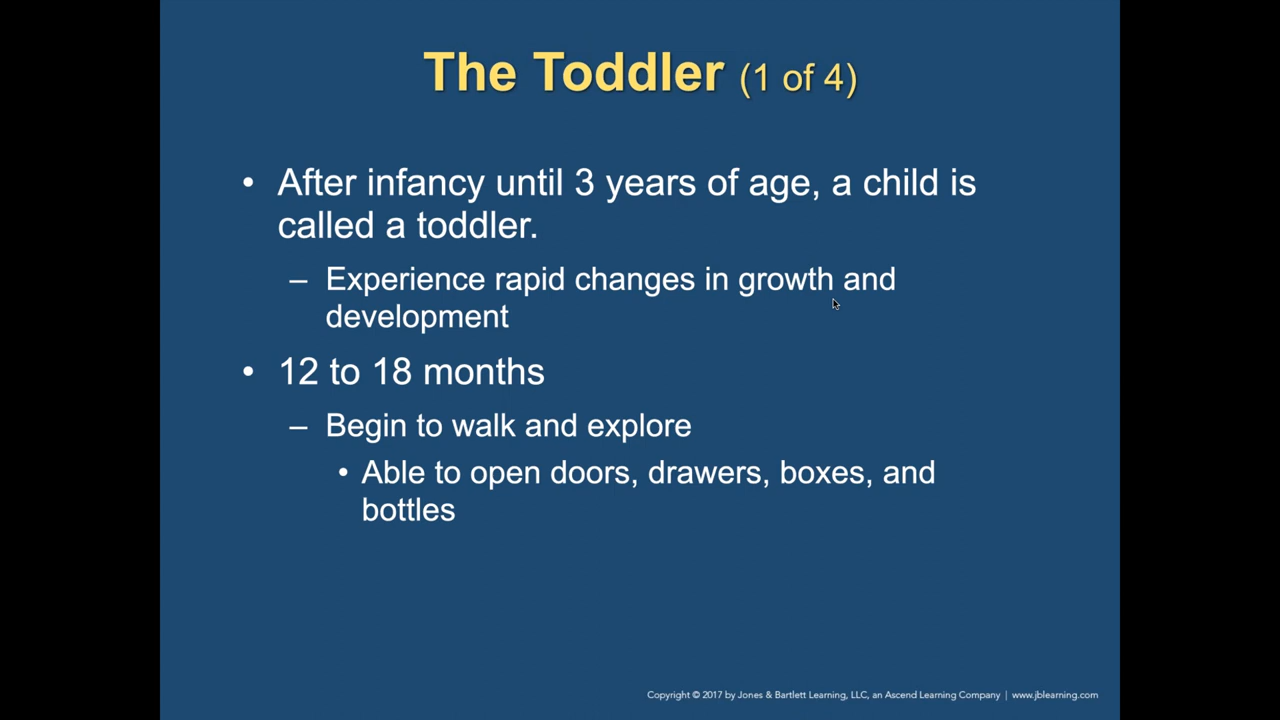 The Toddler (1 of 4)
• After infancy until 3 years of age, a child is
called a toddler.
– Experience rapid changes in growth and
development
• 12 to 18 months
– Begin to walk and explore
• Able to open doors, drawers, boxes, and
bottles
Copyright © 2017 by Jones & Bartlett Learning, LLC, an Ascend Learning Company | www.jblearning.com